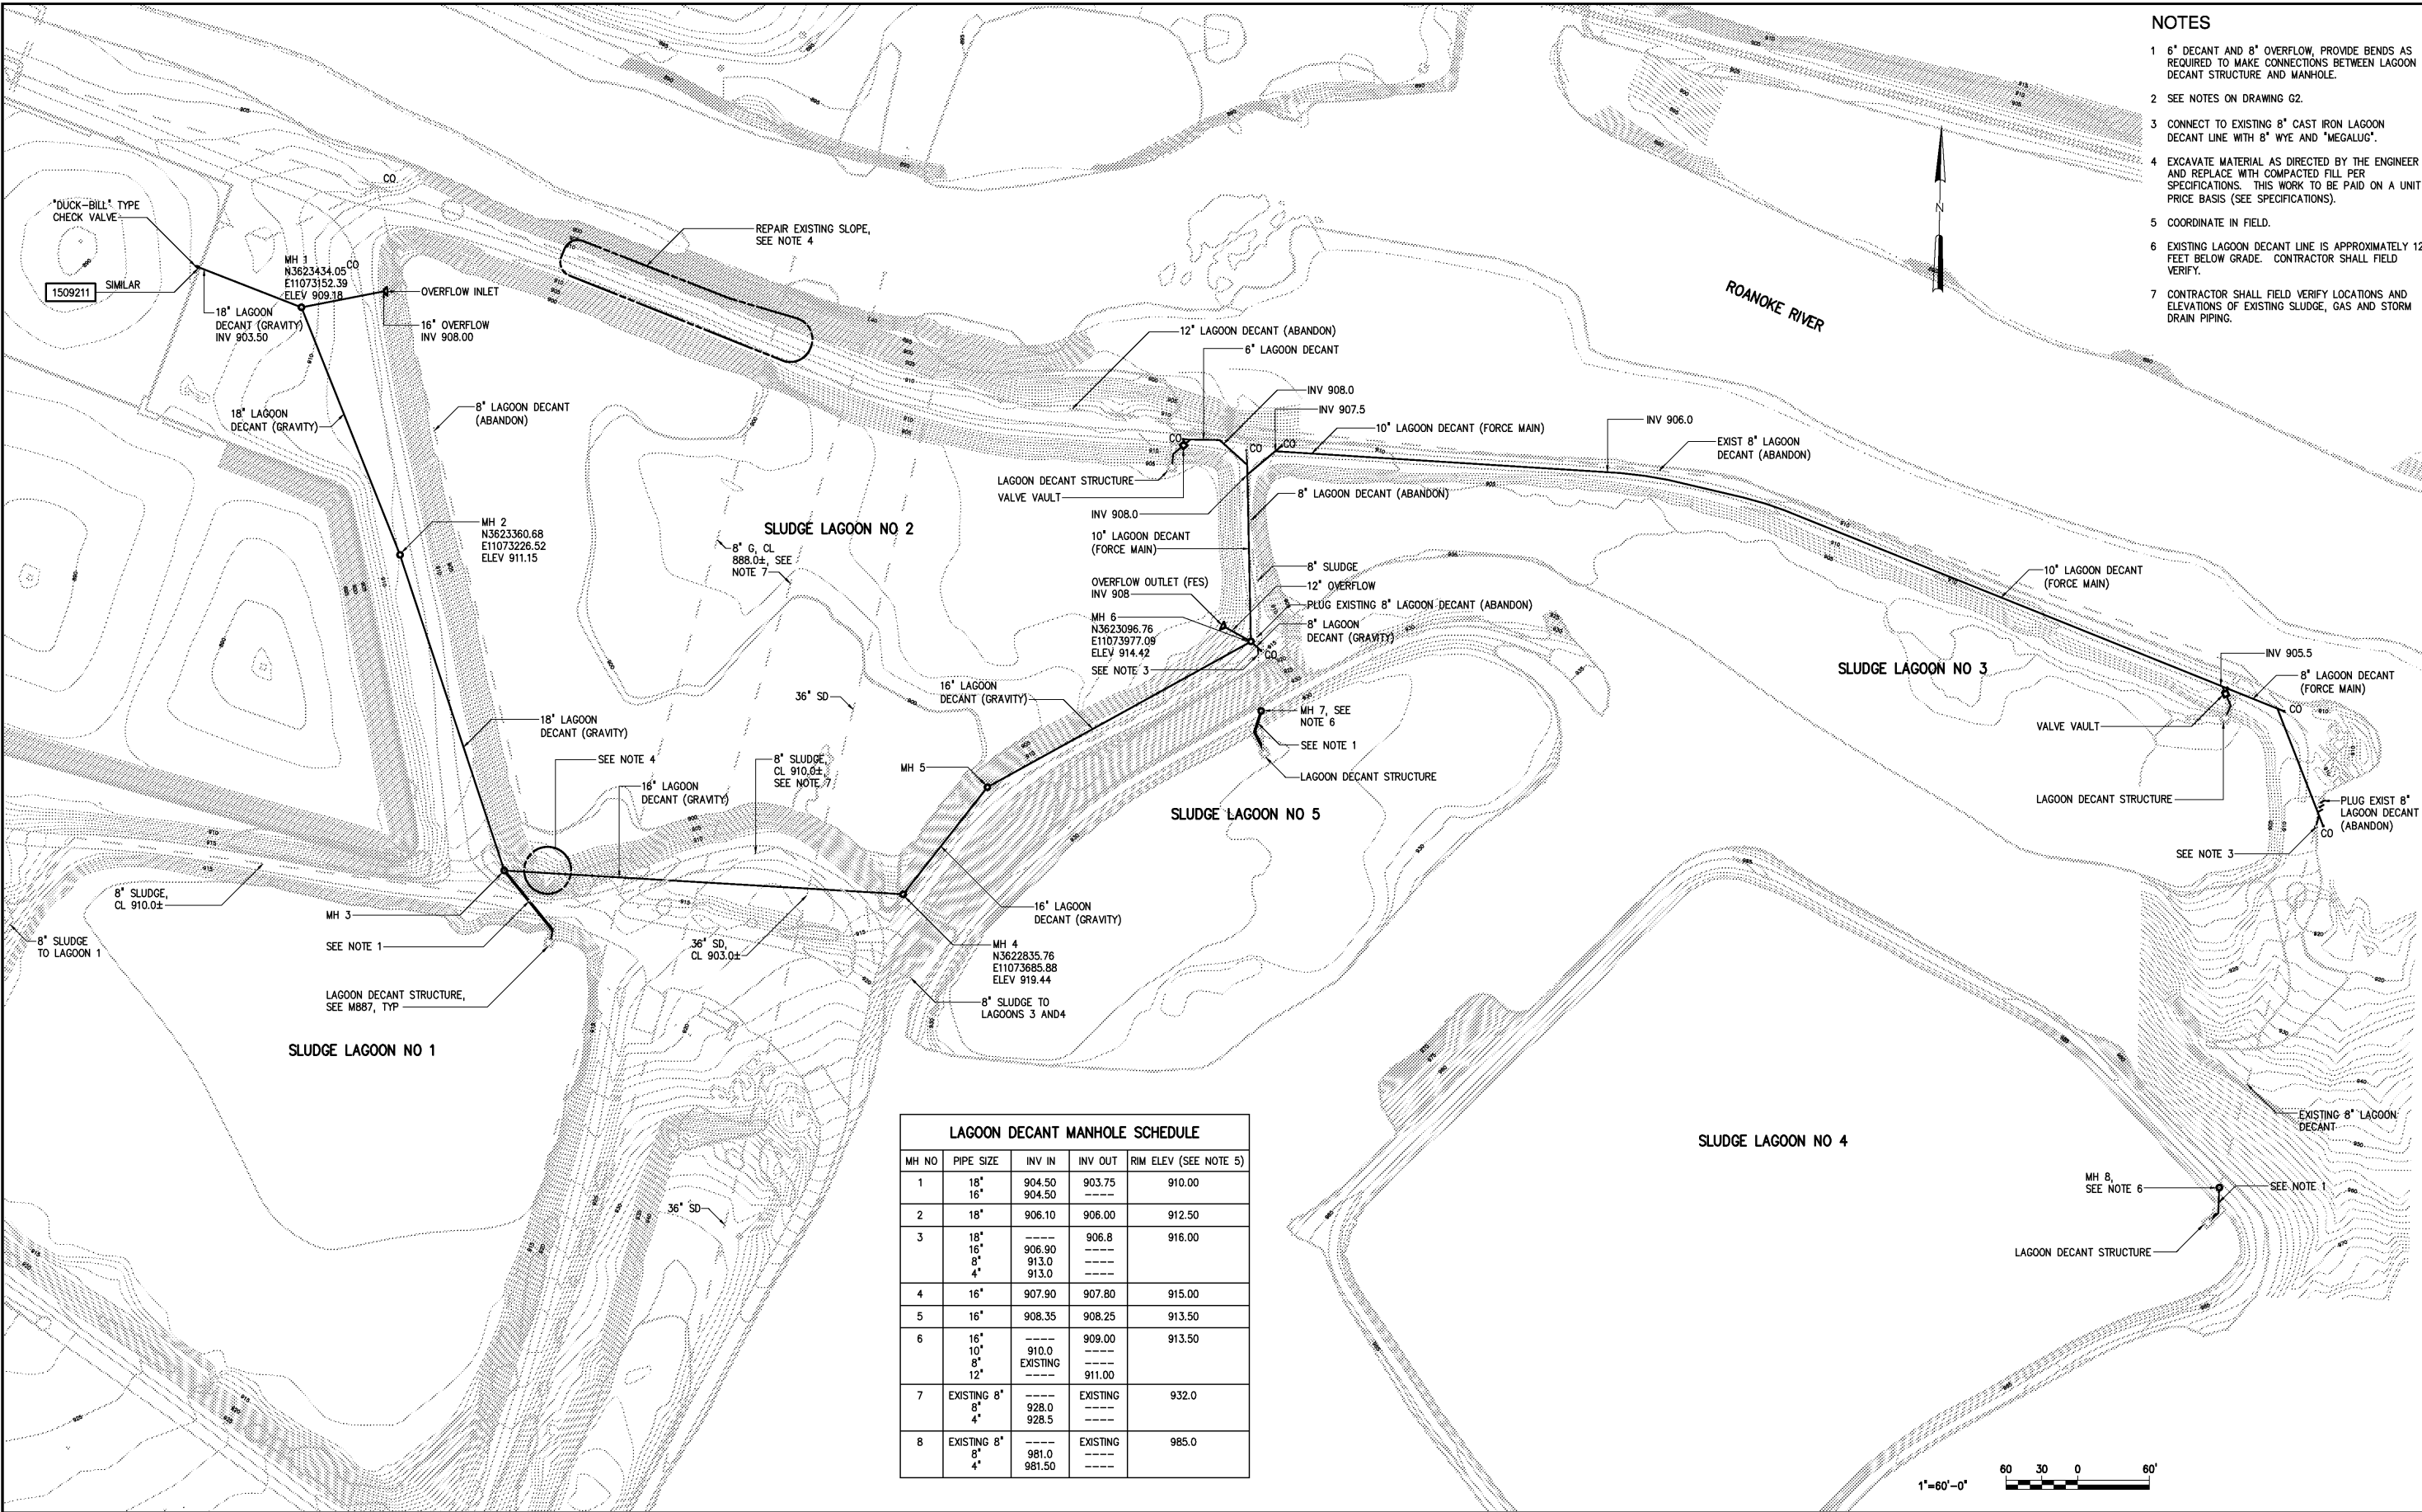 NOTES
1 6" DECANT AND 8" OVERFLOW, PROVIDE BENDS AS
REQUIRED TO MAKE CONNECTIONS BETWEEN LAGOON
DECANT STRUCTURE AND MANHOLE.
2 SEE NOTES ON DRAWING G2.
3 CONNECT TO EXISTING 8" CAST IRON LAGOON
DECANT LINE WITH 8" WYE AND "MEGALUG".
4 EXCAVATE MATERIAL AS DIRECTED BY THE ENGINEER
AND REPLACE WITH COMPACTED FILL PER
SPECIFICATIONS. THIS WORK TO BE PAID ON A UNIT
PRICE BASIS (SEE SPECIFICATIONS).
5 COORDINATE IN FIELD.
6 EXISTING LAGOON DECANT LINE IS APPROXIMATELY 12
FEET BELOW GRADE. CONTRACTOR SHALL FIELD
VERIFY.
7 CONTRACTOR SHALL FIELD VERIFY LOCATIONS AND
ELEVATIONS OF EXISTING SLUDGE, GAS AND STORM
DRAIN PIPING.
N
ROANOKE RIVER
"DUCK-BILL" TYPE
CHECK VALVE
1509211 SIMILAR
CO
MH 1
N3623434.05
E11073152.39
ELEV 909.18
CO
OVERFLOW INLET
18" LAGOON
DECANT (GRAVITY)
INV 903.50
16" OVERFLOW
INV 908.00
REPAIR EXISTING SLOPE,
SEE NOTE 4
18" LAGOON
DECANT (GRAVITY)
8" LAGOON DECANT
(ABANDON)
12" LAGOON DECANT (ABANDON)
6" LAGOON DECANT
INV 908.0
INV 907.5
10" LAGOON DECANT (FORCE MAIN)
INV 906.0
EXIST 8" LAGOON
DECANT (ABANDON)
CO
CO
CO
LAGOON DECANT STRUCTURE
VALVE VAULT
8" LAGOON DECANT (ABANDON)
INV 908.0
10" LAGOON DECANT
(FORCE MAIN)
MH 2
N3623360.68
E11073226.52
ELEV 911.15
SLUDGE LAGOON NO 2
8" G, CL
888.0±, SEE
NOTE 7
8" SLUDGE
OVERFLOW OUTLET (FES)
INV 908
12" OVERFLOW
PLUG EXISTING 8" LAGOON DECANT (ABANDON)
MH 6
N3623096.76
E11073977.09
ELEV 914.42
8" LAGOON
DECANT (GRAVITY)
CO
SEE NOTE 3
10" LAGOON DECANT
(FORCE MAIN)
SLUDGE LAGOON NO 3
INV 905.5
8" LAGOON DECANT
(FORCE MAIN)
CO
VALVE VAULT
16" LAGOON
DECANT (GRAVITY)
36" SD
MH 7, SEE
NOTE 6
SEE NOTE 1
LAGOON DECANT STRUCTURE
18" LAGOON
DECANT (GRAVITY)
SEE NOTE 4
16" LAGOON
DECANT (GRAVITY)
8" SLUDGE,
CL 910.0±,
SEE NOTE 7
MH 5
SLUDGE LAGOON NO 5
LAGOON DECANT STRUCTURE
PLUG EXIST 8"
LAGOON DECANT
(ABANDON)
CO
SEE NOTE 3
8" SLUDGE,
CL 910.0±
8" SLUDGE
TO LAGOON 1
MH 3
SEE NOTE 1
LAGOON DECANT STRUCTURE,
SEE M887, TYP
36" SD,
CL 903.0±
16" LAGOON
DECANT (GRAVITY)
MH 4
N3622835.76
E11073685.88
ELEV 919.44
8" SLUDGE TO
LAGOONS 3 AND4
SLUDGE LAGOON NO 1
36" SD
SLUDGE LAGOON NO 4
EXISTING 8" LAGOON
DECANT
MH 8,
SEE NOTE 6
SEE NOTE 1
LAGOON DECANT STRUCTURE
LAGOON DECANT MANHOLE SCHEDULE
MH NO PIPE SIZE INV IN INV OUT RIM ELEV (SEE NOTE 5)
1 18" 904.50 903.75 910.00
16" 904.50 ----
2 18" 906.10 906.00 912.50
3 18" ---- 906.8 916.00
16" 906.90 ----
8" 913.0 ----
4" 913.0 ----
4 16" 907.90 907.80 915.00
5 16" 908.35 908.25 913.50
6 16" ---- 909.00 913.50
10" 910.0 ----
8" EXISTING ----
12" ---- 911.00
7 EXISTING 8" ---- EXISTING 932.0
8" 928.0 ----
4" 928.5 ----
8 EXISTING 8" ---- EXISTING 985.0
8" 981.0 ----
4" 981.50 ----
1"=60'-0"
60 30 0 60'